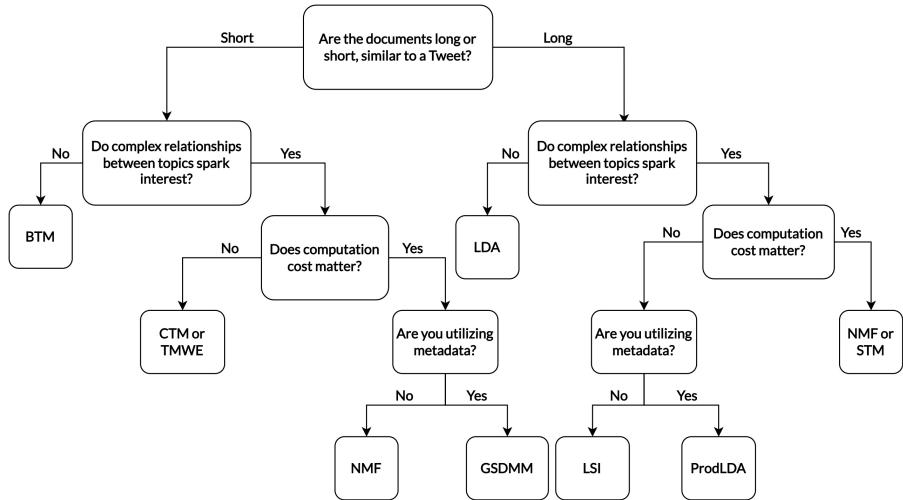 Are the documents long or
short, similar to a Tweet?
Short
Long
Do complex relationships
between topics spark
interest?
No
Yes
Do complex relationships
between topics spark
interest?
No
Yes
BTM
Does computation
cost matter?
No
Yes
LDA
Does computation
cost matter?
No
Yes
CTM or
TMWE
Are you utilizing
metadata?
No
Yes
Are you utilizing
metadata?
No
Yes
NMF or
STM
NMF
GSDMM
LSI
ProdLDA